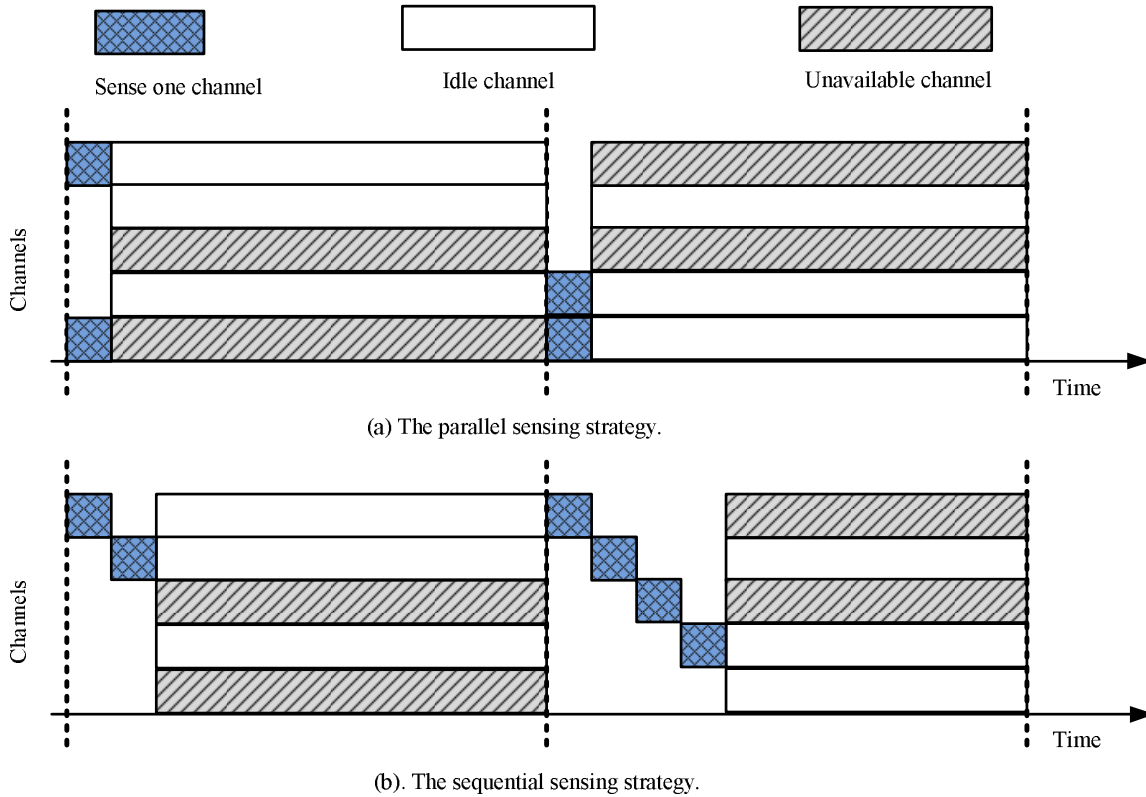 Sense one channel
Idle channel
Unavailable channel
Channels
Time
(a) The parallel sensing strategy.
Channels
Time
(b). The sequential sensing strategy.